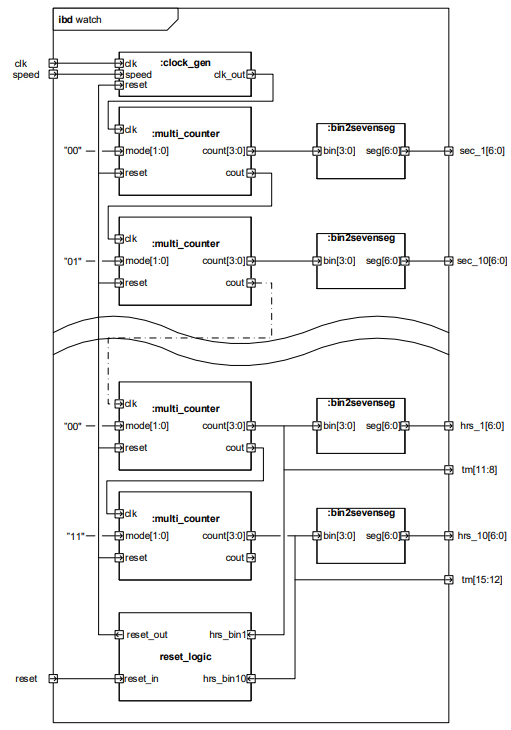 ibd watch
:clock_gen
clk clk
speed speed clk_out
reset
clk :bin2sevenseg
:multi_counter
"00" mode[1:0] count[3:0] bin[3:0] seg[6:0] sec_1[6:0]
reset cout
clk :bin2sevenseg
:multi_counter
"01" mode[1:0] count[3:0] bin[3:0] seg[6:0] sec_10[6:0]
reset cout
clk :bin2sevenseg
:multi_counter
"00" mode[1:0] count[3:0] bin[3:0] seg[6:0] hrs_1[6:0]
reset cout
tm[11:8]
clk :bin2sevenseg
:multi_counter
"11" mode[1:0] count[3:0] bin[3:0] seg[6:0] hrs_10[6:0]
reset cout
tm[15:12]
reset_out hrs_bin1
reset_logic
reset reset_in hrs_bin10